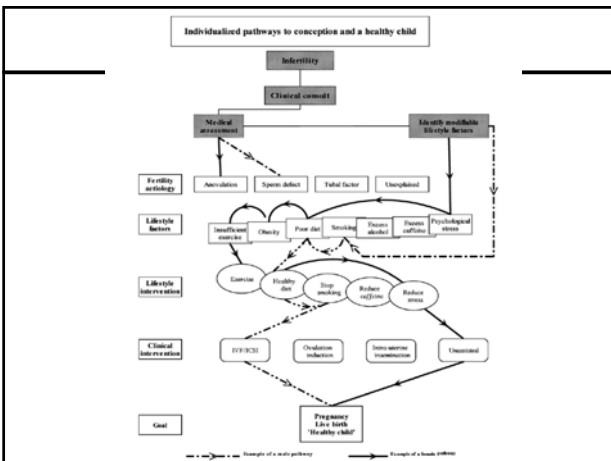 Individualized pathways to conception and a healthy child
Infertility
Clinical consult
Medical
assessment
Identify modifiable
lifestyle factors
Fertility
aetiology
Anovulation
Sperm defect
Tubal factor
Unexplained
Lifestyle
factors
Insufficient
exercise
Obesity
Poor diet
Smoking
Excess
alcohol
Excess
caffeine
Psychological
stress
Lifestyle
intervention
Exercise
Healthy
diet
Stop
smoking
Reduce
caffeine
Reduce
stress
Clinical
intervention
IVF/ICSI
Ovulation
induction
Intra-uterine
insemination
Unassisted
Goal
Pregnancy
Live birth
'Healthy child'
Example of a male pathway
Example of a female pathway